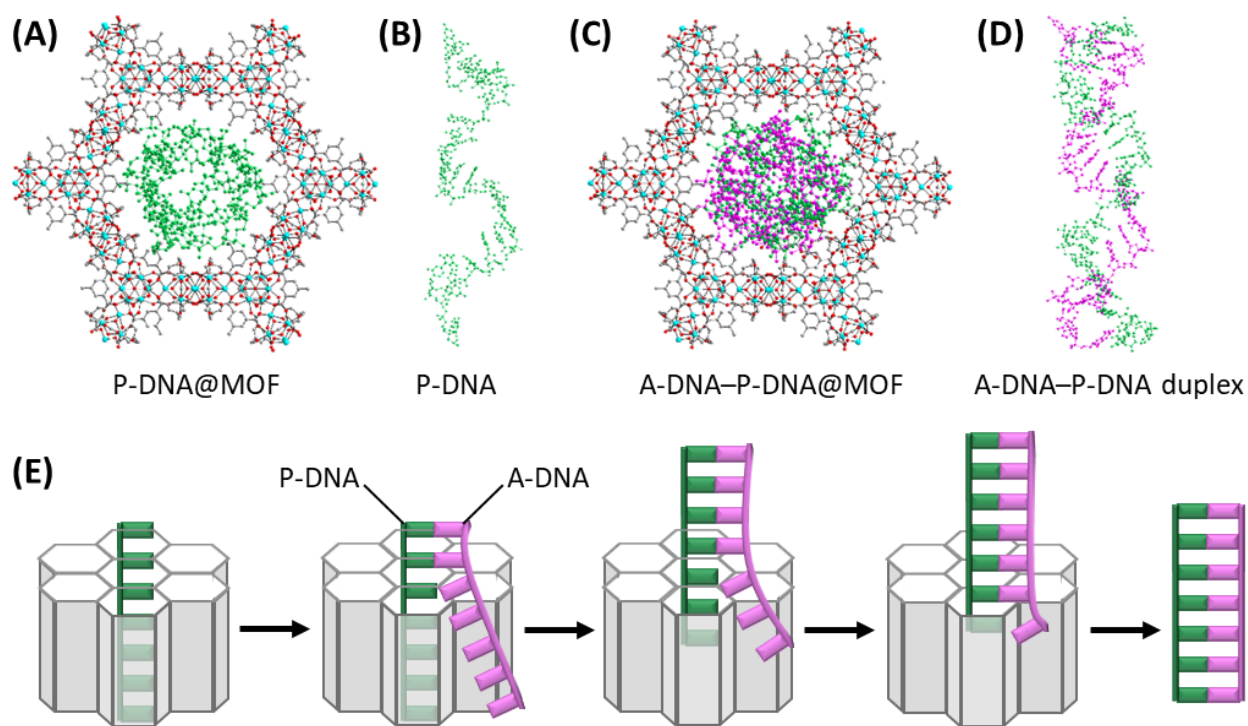 (A)
(B)
(C)
(D)
P-DNA@MOF
P-DNA
A-DNA–P-DNA@MOF
A-DNA–P-DNA duplex
(E)
P-DNA
A-DNA